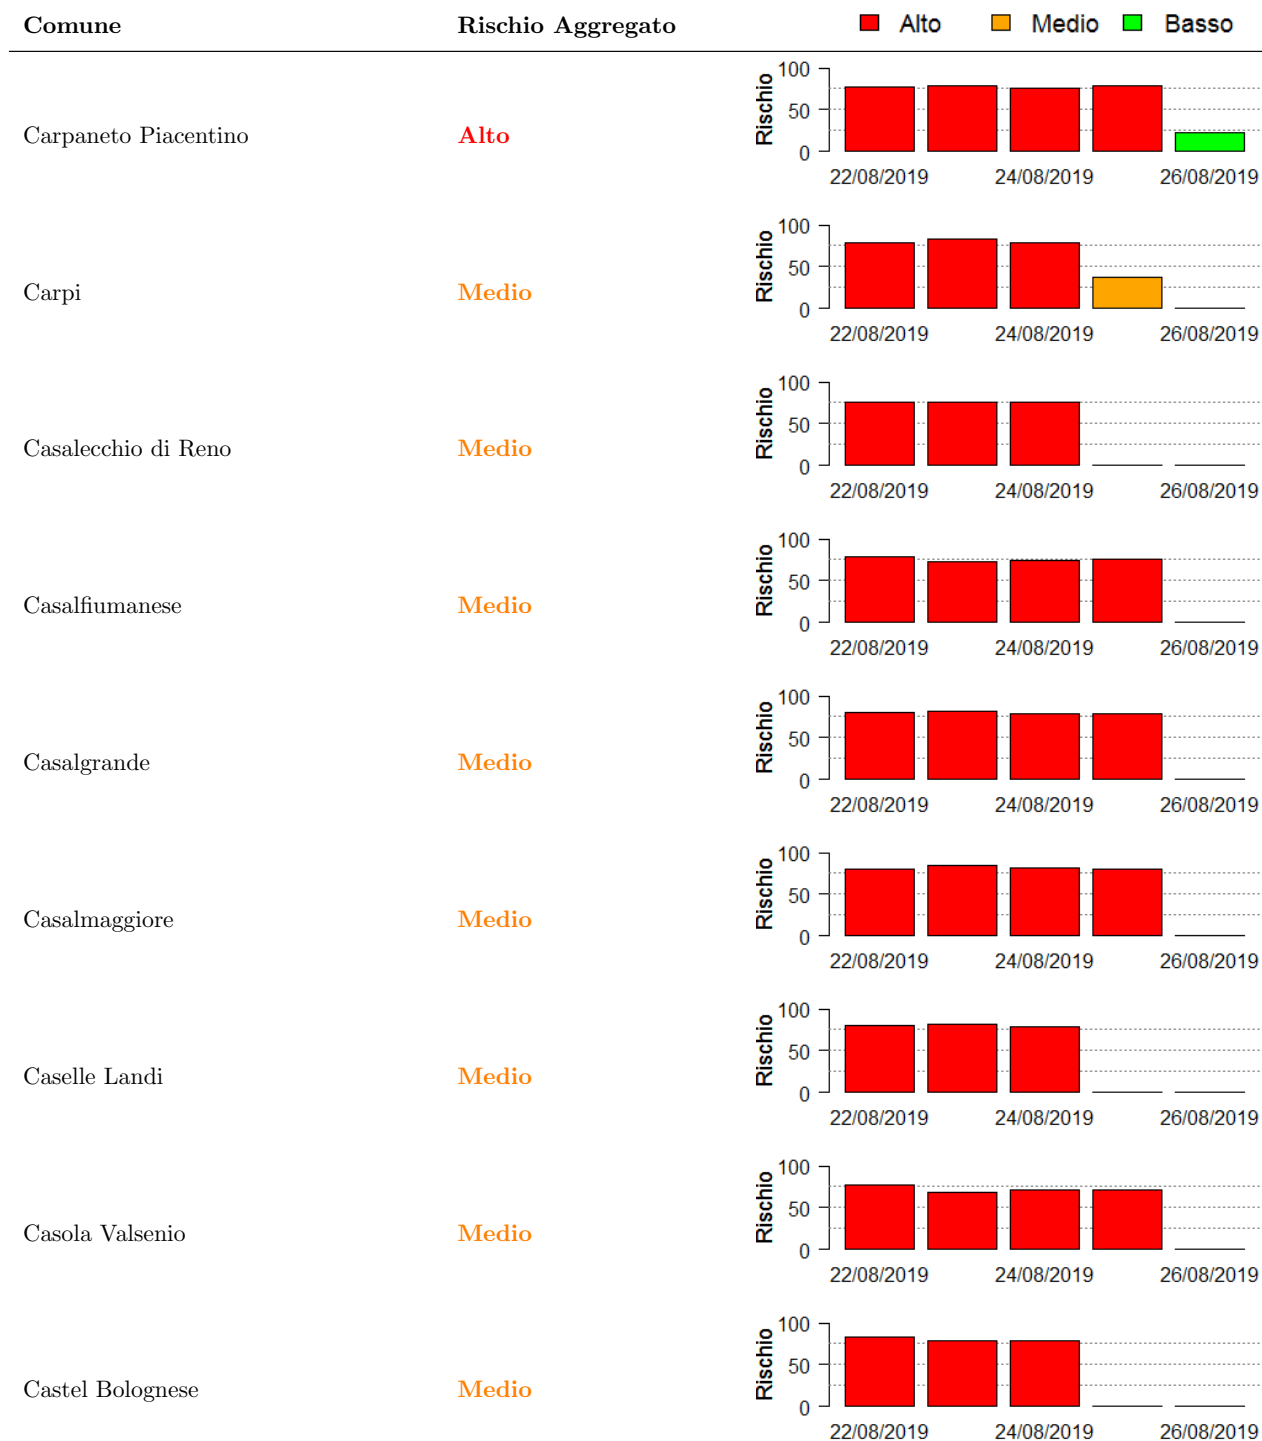 Comune Rischio Aggregato Alto Medio Basso
Carpaneto Piacentino Alto
Rischio
100
50
0
22/08/2019 24/08/2019 26/08/2019
Carpi Medio
Rischio
100
50
0
22/08/2019 24/08/2019 26/08/2019
Casalecchio di Reno Medio
Rischio
100
50
0
22/08/2019 24/08/2019 26/08/2019
Casalfiumanese Medio
Rischio
100
50
0
22/08/2019 24/08/2019 26/08/2019
Casalgrande Medio
Rischio
100
50
0
22/08/2019 24/08/2019 26/08/2019
Casalmaggiore Medio
Rischio
100
50
0
22/08/2019 24/08/2019 26/08/2019
Caselle Landi Medio
Rischio
100
50
0
22/08/2019 24/08/2019 26/08/2019
Casola Valsenio Medio
Rischio
100
50
0
22/08/2019 24/08/2019 26/08/2019
Castel Bolognese Medio
Rischio
100
50
0
22/08/2019 24/08/2019 26/08/2019